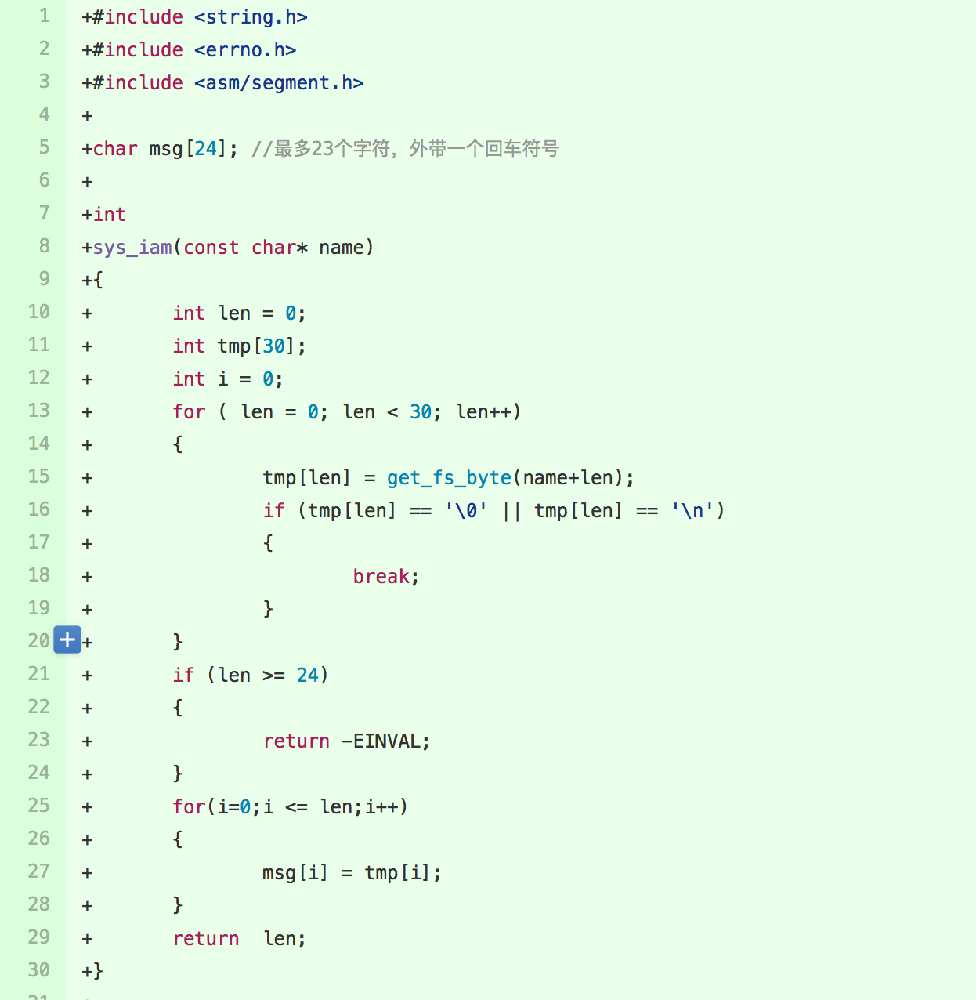 1 +#include <string.h>
2 +#include <errno.h>
3 +#include <asm/segment.h>
4 +
5 +char msg[24]; //最多23个字符，外带一个回车符号
6 +
7 +int
8 +sys_iam(const char* name)
9 +{
10 +       int len = 0;
11 +       int tmp[30];
12 +       int i = 0;
13 +       for ( len = 0; len < 30; len++)
14 +       {
15 +               tmp[len] = get_fs_byte(name+len);
16 +               if (tmp[len] == '\0' || tmp[len] == '\n')
17 +               {
18 +                       break;
19 +               }
20 +       }
21 +       if (len >= 24)
22 +       {
23 +               return -EINVAL;
24 +       }
25 +       for(i=0;i <= len;i++)
26 +       {
27 +               msg[i] = tmp[i];
28 +       }
29 +       return  len;
30 +}